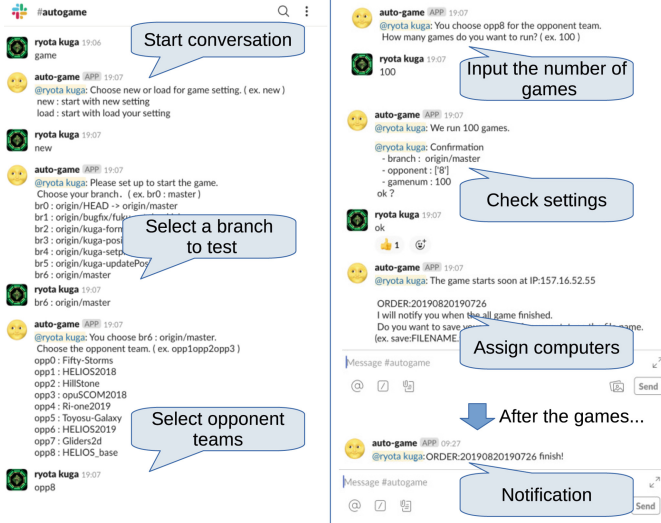 #autogame
Start conversation
ryota kuga 19:06
game
auto-game APP 19:07
@ryota kuga: Choose new or load for game setting. ( ex. new )
new : start with new setting
load : start with load your setting
ryota kuga 19:07
new
auto-game APP 19:07
@ryota kuga: Please set up to start the game.
Choose your branch. ( ex. br0 : master )
br0 : origin/HEAD -> origin/master
br1 : origin/bugfix/
br2 : origin/kuga-form
br3 : origin/kuga-posi
br4 : origin/kuga-setp
br5 : origin/kuga-updatePos
br6 : origin/master
Select a branch
to test
ryota kuga 19:07
br6 : origin/master
auto-game APP 19:07
@ryota kuga: You choose br6 : origin/master.
Choose the opponent team. ( ex. opp1opp2opp3 )
opp0 : Fifty-Storms
opp1 : HELIOS2018
opp2 : HillStone
opp3 : opuSCOM2018
opp4 : Ri-one2019
opp5 : Toyosu-Galaxy
opp6 : HELIOS2019
opp7 : Gliders2d
opp8 : HELIOS_base
Select opponent
teams
ryota kuga 19:07
opp8
auto-game APP 19:07
@ryota kuga: You choose opp8 for the opponent team.
How many games do you want to run? ( ex. 100 )
ryota kuga 19:07
100
Input the number of
games
auto-game APP 19:07
@ryota kuga: We run 100 games.
@ryota kuga: Confirmation
- branch : origin/master
- opponent : ['8']
- gamenum : 100
ok ?
Check settings
ryota kuga 19:07
ok
1
auto-game APP 19:07
@ryota kuga: The game starts soon at IP:157.16.52.55
ORDER:20190820190726
I will notify you when the all game finished.
Do you want to save game.
(ex. save:FILENAME.
Assign computers
Message #autogame
Send
After the games...
auto-game APP 09:27
@ryota kuga:ORDER:20190820190726 finish!
Notification
Message #autogame
Send